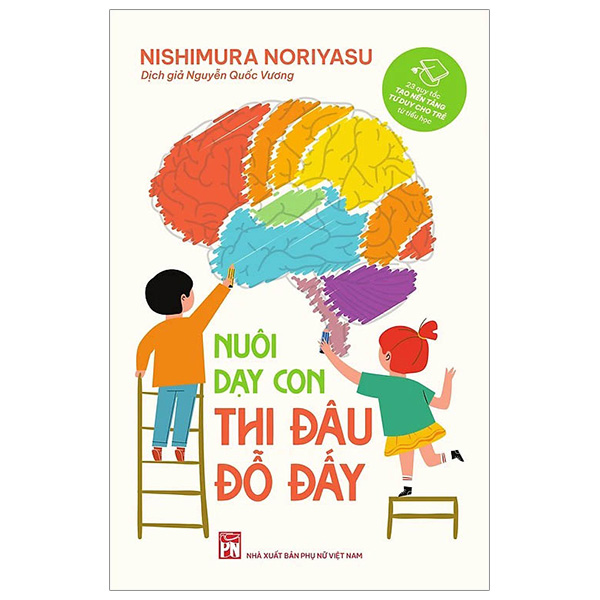 NISHIMURA NORIYASU
Dịch giả Nguyễn Quốc Vương
23 quy tắc
TẠO NỀN TẢNG
TƯ DUY CHO TRẺ
từ tiểu học
NUÔI
DẠY CON
THI ĐÂU
ĐỖ ĐẤY
PN
NHÀ XUẤT BẢN PHỤ NỮ VIỆT NAM